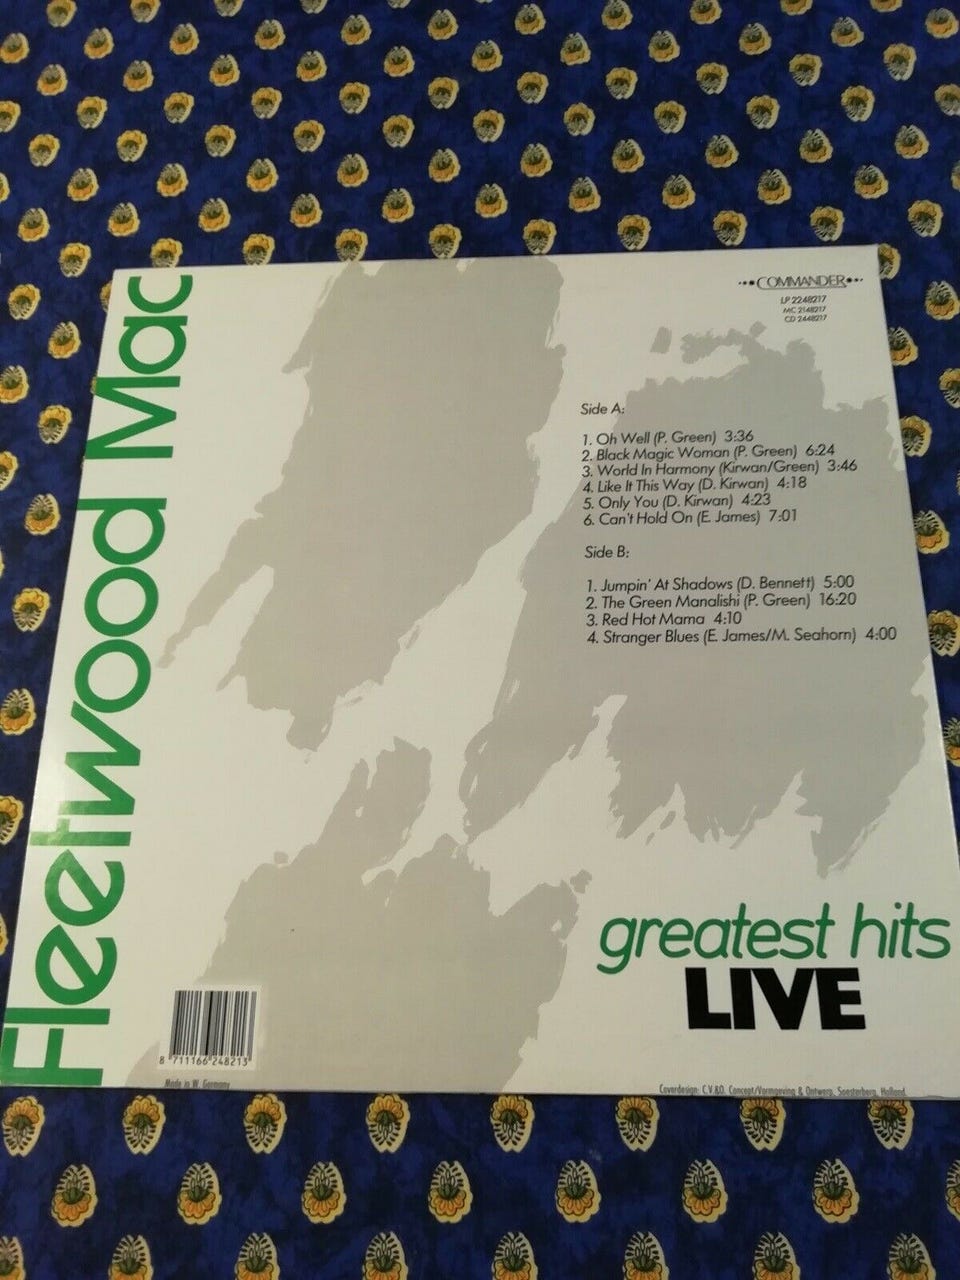 Fleetwood Mac
COMMANDER
LP 2248217
MC 2148217
CD 2448217
Side A:
1. Oh Well (P. Green) 3:36
2. Black Magic Woman (P. Green) 6:24
3. World In Harmony (Kirwan/Green) 3:46
4. Like It This Way (D. Kirwan) 4:18
5. Only You (D. Kirwan) 4:23
6. Can't Hold On (E. James) 7:01
Side B:
1. Jumpin' At Shadows (D. Bennett) 5:00
2. The Green Manalishi (P. Green) 16:20
3. Red Hot Mama 4:10
4. Stranger Blues (E. James/M. Seahorn) 4:00
greatest hits
LIVE
8 711166 248213
Made in W. Germany
Coverdesign: C.V.&O. Concept/Vormgeving & Ontwerp, Soesterberg, Holland.